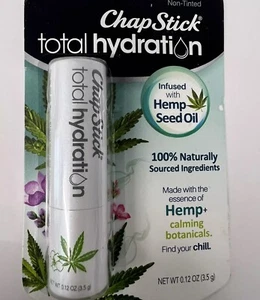 Non-Tinted
ChapStick
total hydration
Infused
with
Hemp
Seed Oil
100% Naturally
Sourced Ingredients
Made with the
essence of
Hemp+
calming
botanicals.
Find your chill.
NET WT 0.12 OZ (3.5 g)
ChapStick
total hydration
NET WT 0.12 OZ (3.5 g)